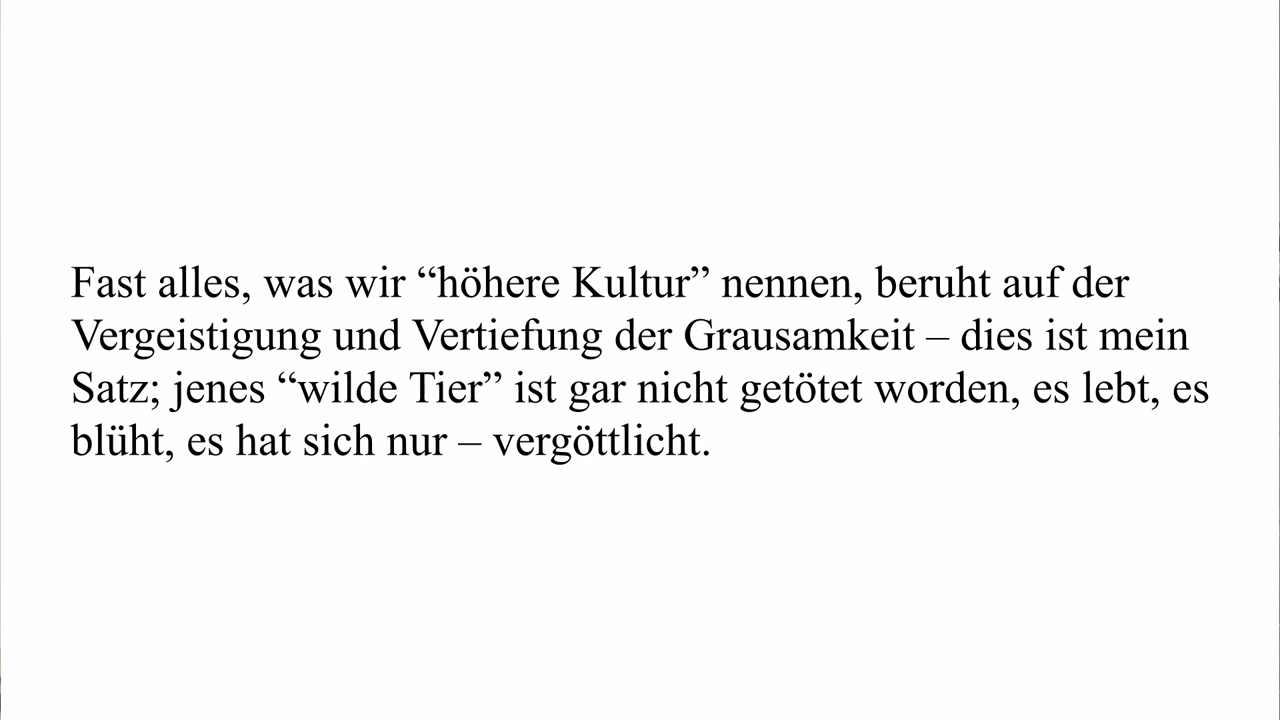 Fast alles, was wir “höhere Kultur” nennen, beruht auf der
Vergeistigung und Vertiefung der Grausamkeit – dies ist mein
Satz; jenes “wilde Tier” ist gar nicht getötet worden, es lebt, es
blüht, es hat sich nur – vergöttlicht.